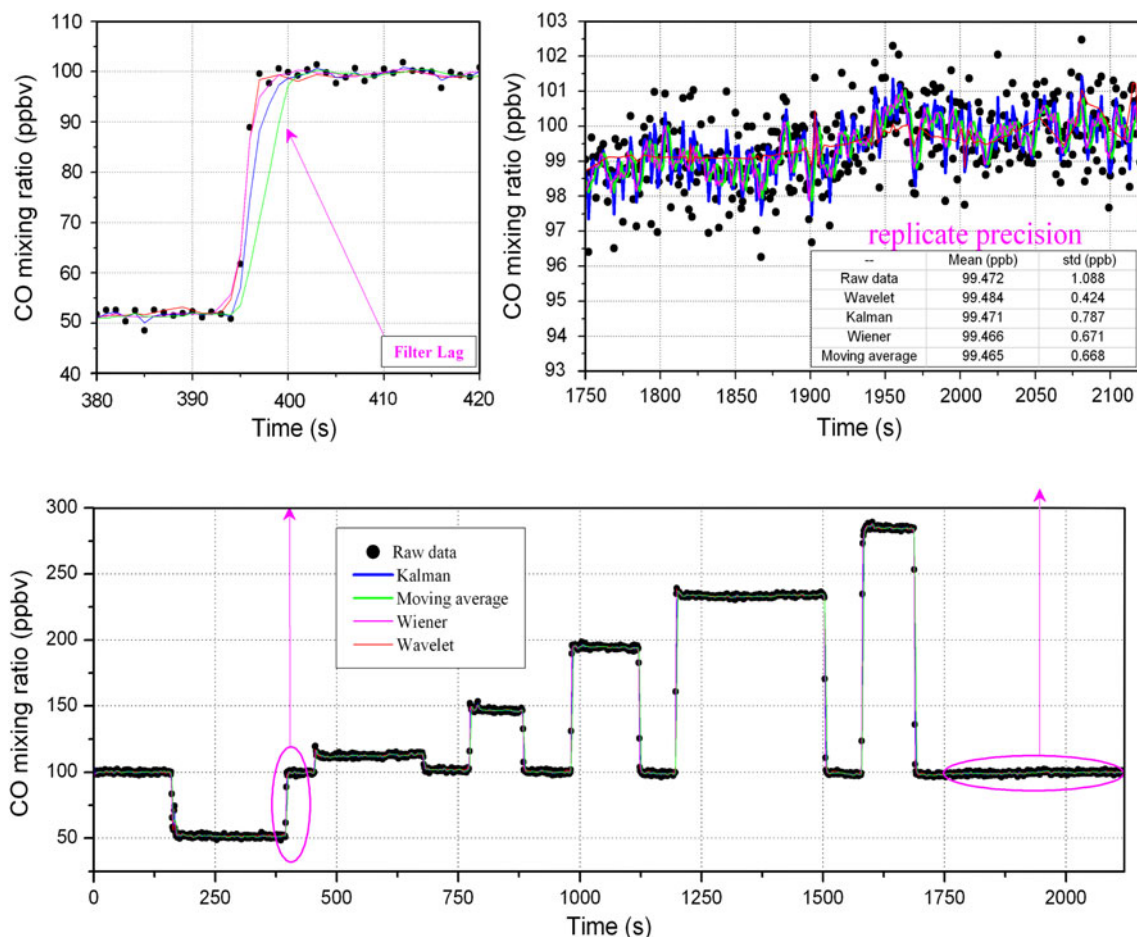 110
100
90
80
70
60
50
40
CO mixing ratio (ppbv)
380 390 400 410 420
Time (s)
Filter Lag
103
102
101
100
99
98
97
96
95
94
93
CO mixing ratio (ppbv)
replicate precision
-- Mean (ppb) std (ppb)
Raw data 99.472 1.088
Wavelet 99.484 0.424
Kalman 99.471 0.787
Wiener 99.466 0.671
Moving average 99.465 0.668
1750 1800 1850 1900 1950 2000 2050 2100
Time (s)
300
250
200
150
100
50
CO mixing ratio (ppbv)
Raw data
Kalman
Moving average
Wiener
Wavelet
0 250 500 750 1000 1250 1500 1750 2000
Time (s)